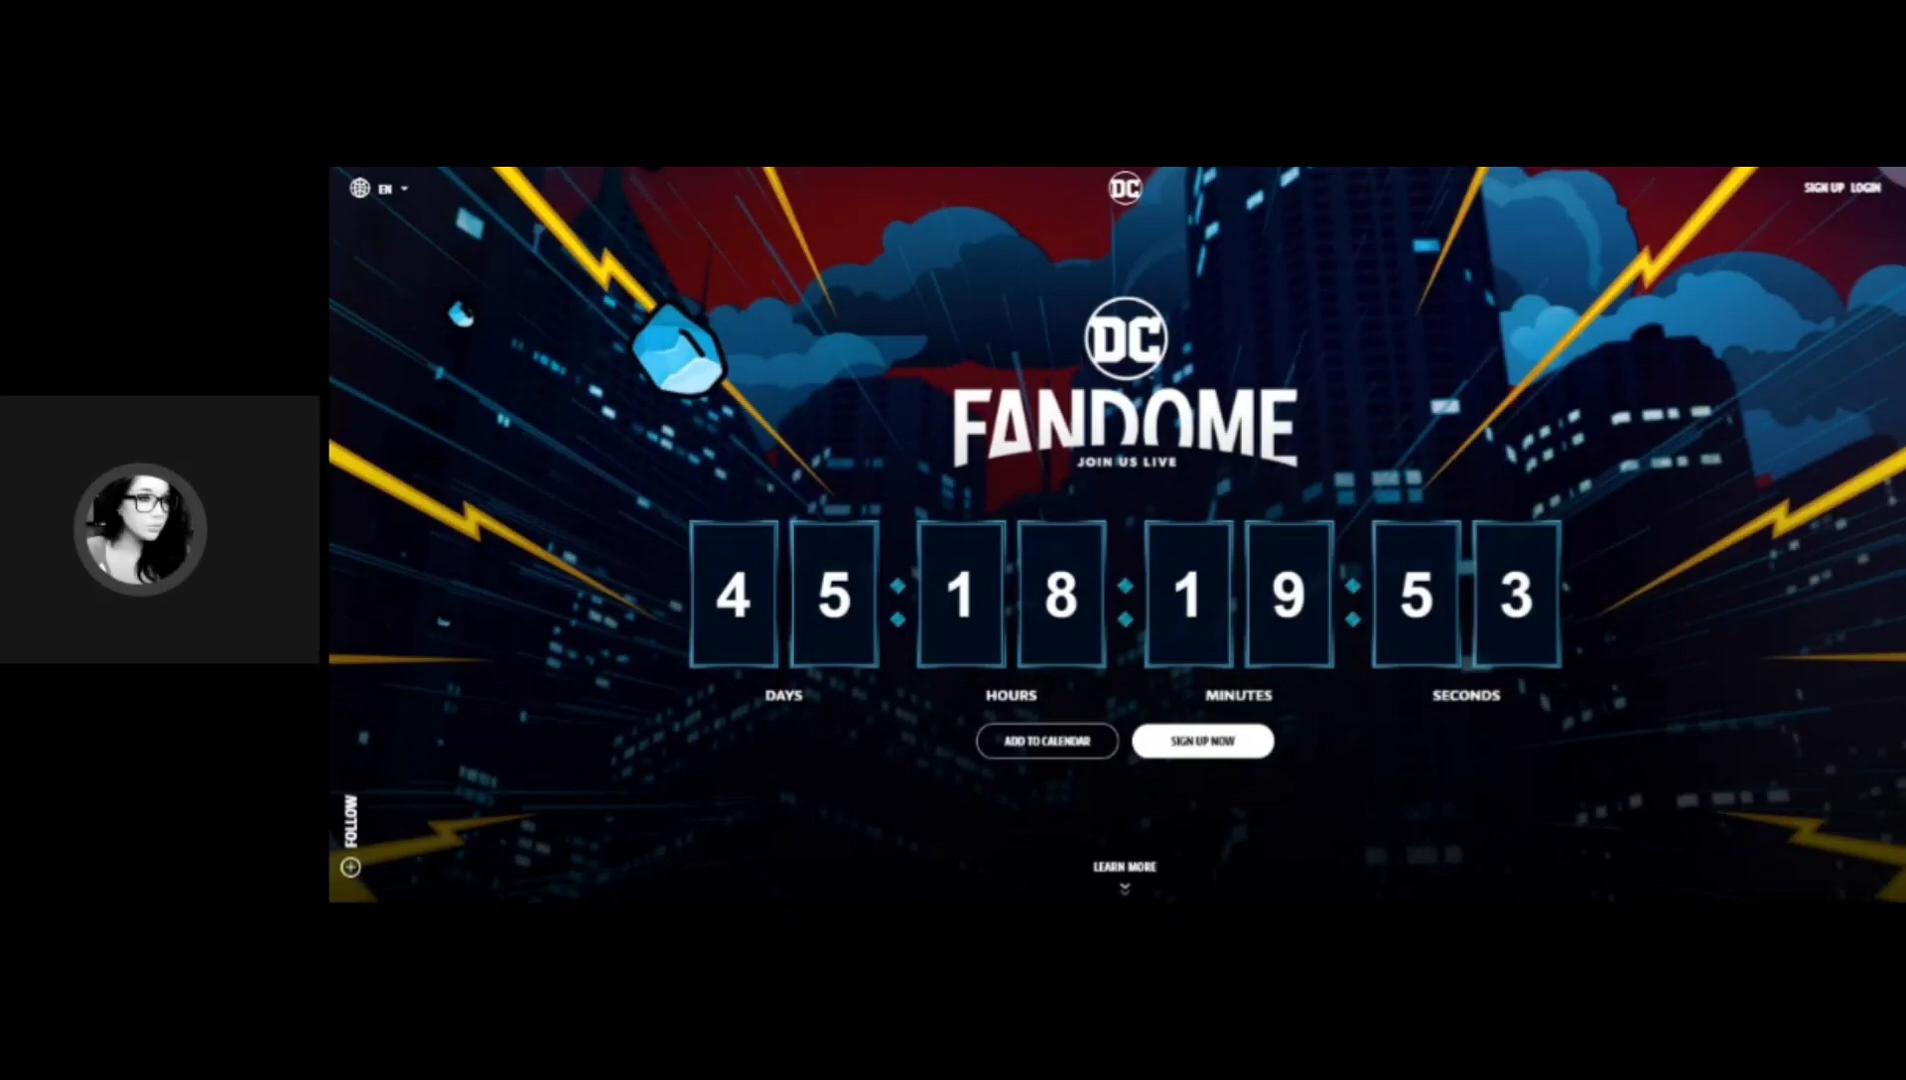 EN
DC
SIGN UP LOGIN
DC
FANDOME
JOIN US LIVE
4 5 1 8 1 9 5 3
DAYS HOURS MINUTES SECONDS
ADD TO CALENDAR SIGN UP NOW
FOLLOW
LEARN MORE